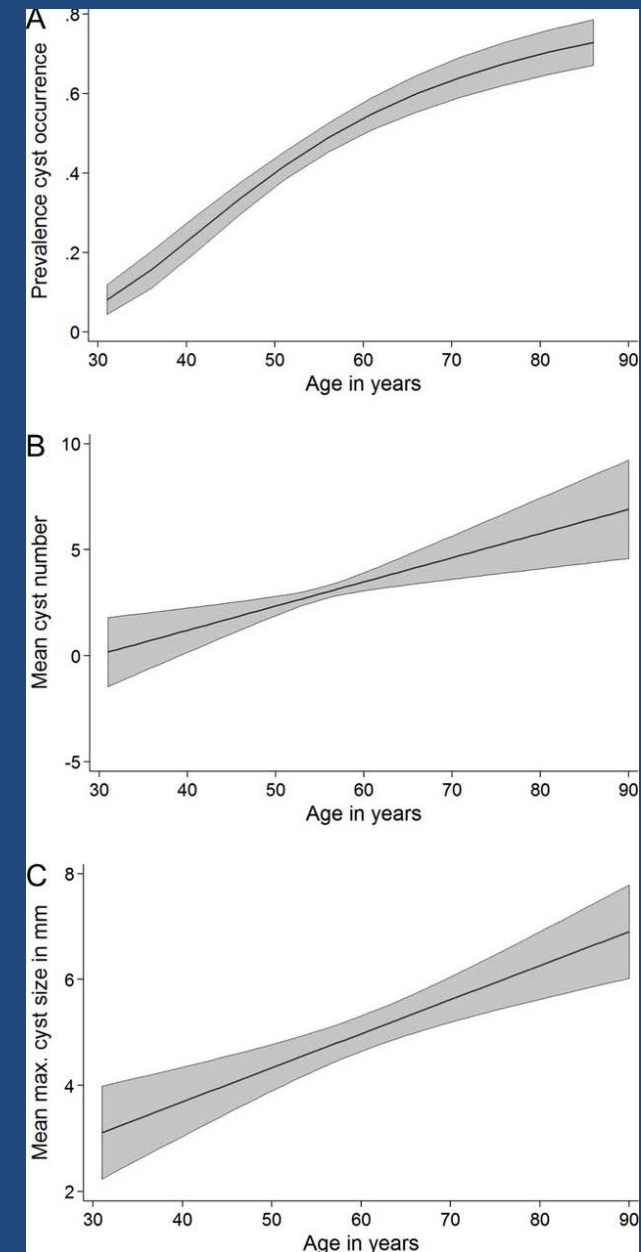 A
Prevalence cyst occurrence
.8
.6
.4
.2
0
30 40 50 60 70 80 90
Age in years
B
Mean cyst number
10
5
0
-5
30 40 50 60 70 80 90
Age in years
C
Mean max. cyst size in mm
8
6
4
2
30 40 50 60 70 80 90
Age in years